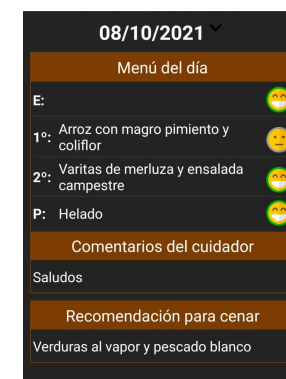 08/10/2021
Menú del día
E:
1º: Arroz con magro pimiento y
coliflor
2º: Varitas de merluza y ensalada
campestre
P: Helado
Comentarios del cuidador
Saludos
Recomendación para cenar
Verduras al vapor y pescado blanco